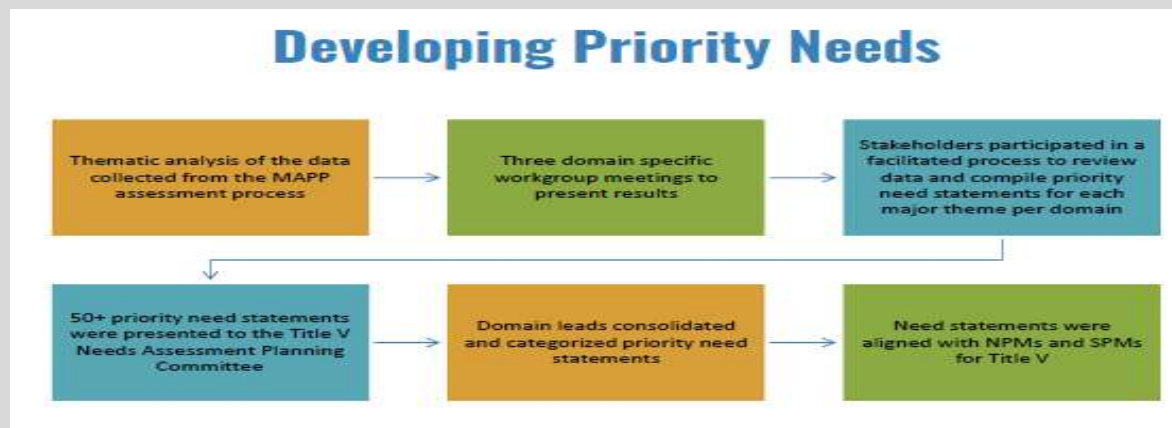 Developing Priority Needs
Thematic analysis of the data
collected from the MAPP
assessment process
Three domain specific
workgroup meetings to
present results
Stakeholders participated in a
facilitated process to review
data and compile priority
need statements for each
major theme per domain
50+ priority need statements
were presented to the Title V
Needs Assessment Planning
Committee
Domain leads consolidated
and categorized priority need
statements
Need statements were
aligned with NPMs and SPMs
for Title V